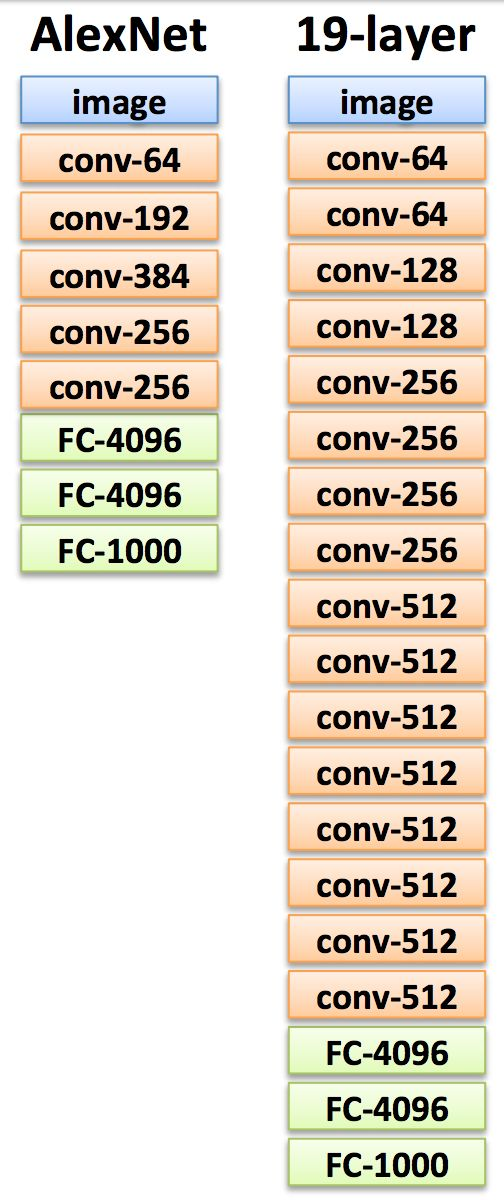 AlexNet
image
conv-64
conv-192
conv-384
conv-256
conv-256
FC-4096
FC-4096
FC-1000
19-layer
image
conv-64
conv-64
conv-128
conv-128
conv-256
conv-256
conv-256
conv-256
conv-512
conv-512
conv-512
conv-512
conv-512
conv-512
conv-512
conv-512
FC-4096
FC-4096
FC-1000